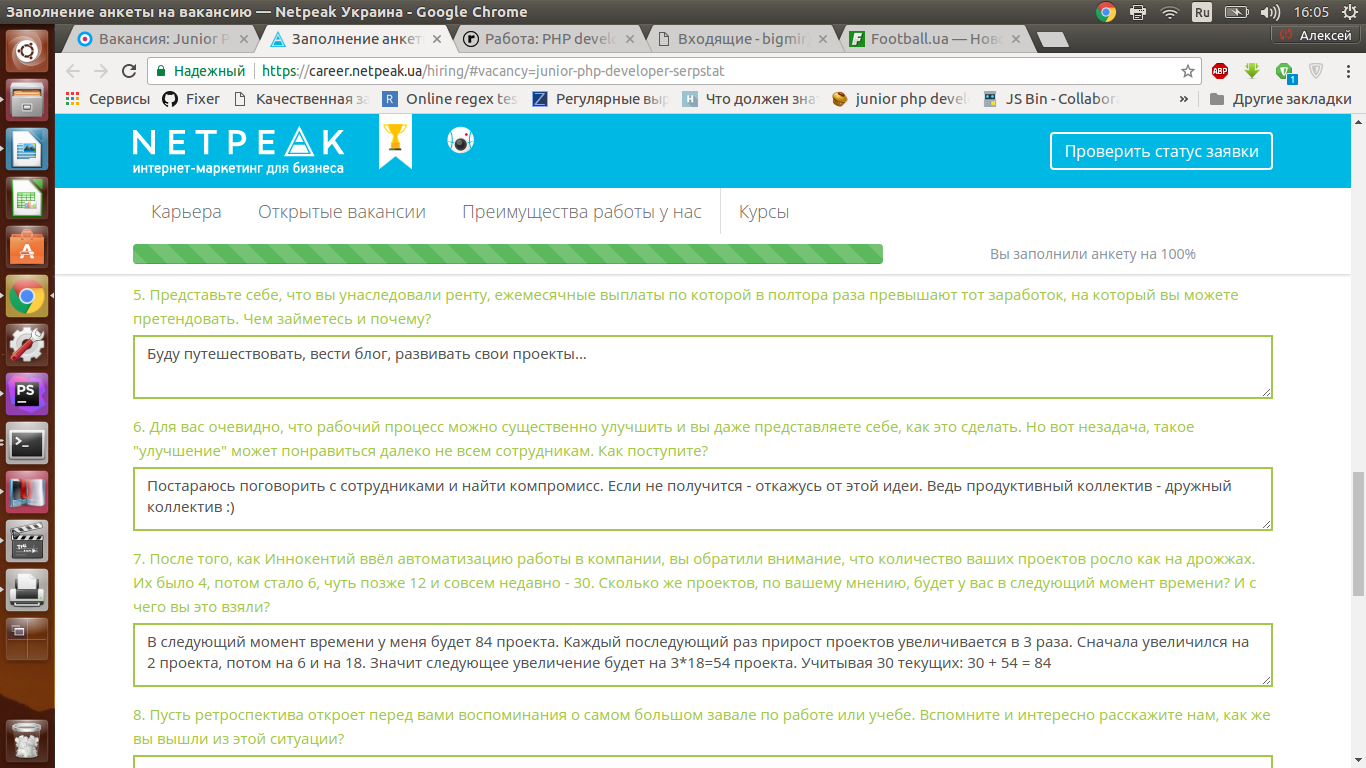 Заполнение анкеты на вакансию — Netpeak Украина - Google Chrome
Ru
16:05
Вакансия: Junior P
Заполнение анкет
Работа: PHP devel
Входящие - bigmir
Football.ua — Нов
Алексей
Надежный
https://career.netpeak.ua/hiring/#vacancy=junior-php-developer-serpstat
ABP
1
Сервисы
Fixer
Качественная за
Online regex tes
Регулярные выр
Что должен зна
junior php devel
JS Bin - Collabor
»
Другие закладки
NETPEAK
интернет-маркетинг для бизнеса
Проверить статус заявки
Карьера
Открытые вакансии
Преимущества работы у нас
Курсы
Вы заполнили анкету на 100%
5. Представьте себе, что вы унаследовали ренту, ежемесячные выплаты по которой в полтора раза превышают тот заработок, на который вы можете
претендовать. Чем займетесь и почему?
Буду путешествовать, вести блог, развивать свои проекты...
6. Для вас очевидно, что рабочий процесс можно существенно улучшить и вы даже представляете себе, как это сделать. Но вот незадача, такое
"улучшение" может понравиться далеко не всем сотрудникам. Как поступите?
Постараюсь поговорить с сотрудниками и найти компромисс. Если не получится - откажусь от этой идеи. Ведь продуктивный коллектив - дружный
коллектив :)
7. После того, как Иннокентий ввёл автоматизацию работы в компании, вы обратили внимание, что количество ваших проектов росло как на дрожжах.
Их было 4, потом стало 6, чуть позже 12 и совсем недавно - 30. Сколько же проектов, по вашему мнению, будет у вас в следующий момент времени? И с
чего вы это взяли?
В следующий момент времени у меня будет 84 проекта. Каждый последующий раз прирост проектов увеличивается в 3 раза. Сначала увеличился на
2 проекта, потом на 6 и на 18. Значит следующее увеличение будет на 3*18=54 проекта. Учитывая 30 текущих: 30 + 54 = 84
8. Пусть ретроспектива откроет перед вами воспоминания о самом большом завале по работе или учебе. Вспомните и интересно расскажите нам, как же
вы вышли из этой ситуации?